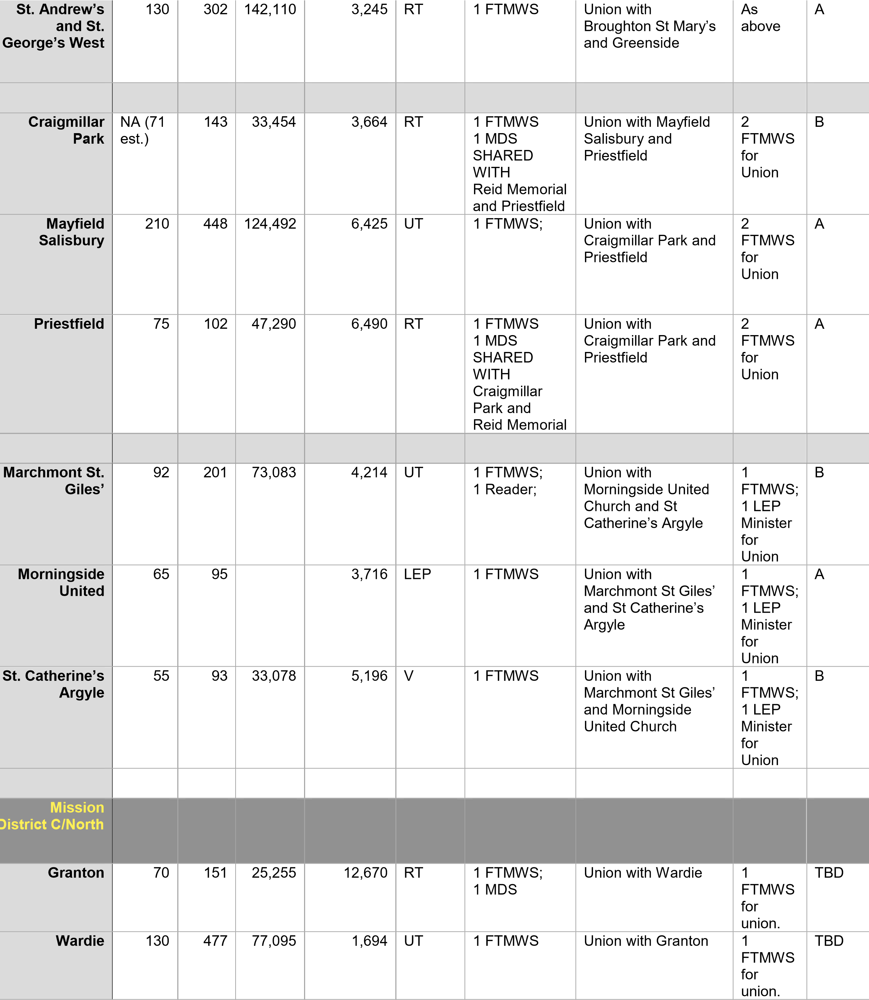 St. Andrew’s and St. George’s West 130 302 142,110 3,245 RT 1 FTMWS Union with Broughton St Mary’s and Greenside As above A
Craigmillar Park NA (71 est.) 143 33,454 3,664 RT 1 FTMWS 1 MDS SHARED WITH Reid Memorial and Priestfield Union with Mayfield Salisbury and Priestfield 2 FTMWS for Union B
Mayfield Salisbury 210 448 124,492 6,425 UT 1 FTMWS; Union with Craigmillar Park and Priestfield 2 FTMWS for Union A
Priestfield 75 102 47,290 6,490 RT 1 FTMWS 1 MDS SHARED WITH Craigmillar Park and Reid Memorial Union with Craigmillar Park and Priestfield 2 FTMWS for Union A
Marchmont St. Giles’ 92 201 73,083 4,214 UT 1 FTMWS; 1 Reader; Union with Morningside United Church and St Catherine’s Argyle 1 FTMWS; 1 LEP Minister for Union B
Morningside United 65 95 3,716 LEP 1 FTMWS Union with Marchmont St Giles’ and St Catherine’s Argyle 1 FTMWS; 1 LEP Minister for Union A
St. Catherine’s Argyle 55 93 33,078 5,196 V 1 FTMWS Union with Marchmont St Giles’ and Morningside United Church 1 FTMWS; 1 LEP Minister for Union B
Mission District C/North
Granton 70 151 25,255 12,670 RT 1 FTMWS; 1 MDS Union with Wardie 1 FTMWS for union. TBD
Wardie 130 477 77,095 1,694 UT 1 FTMWS Union with Granton 1 FTMWS for union. TBD